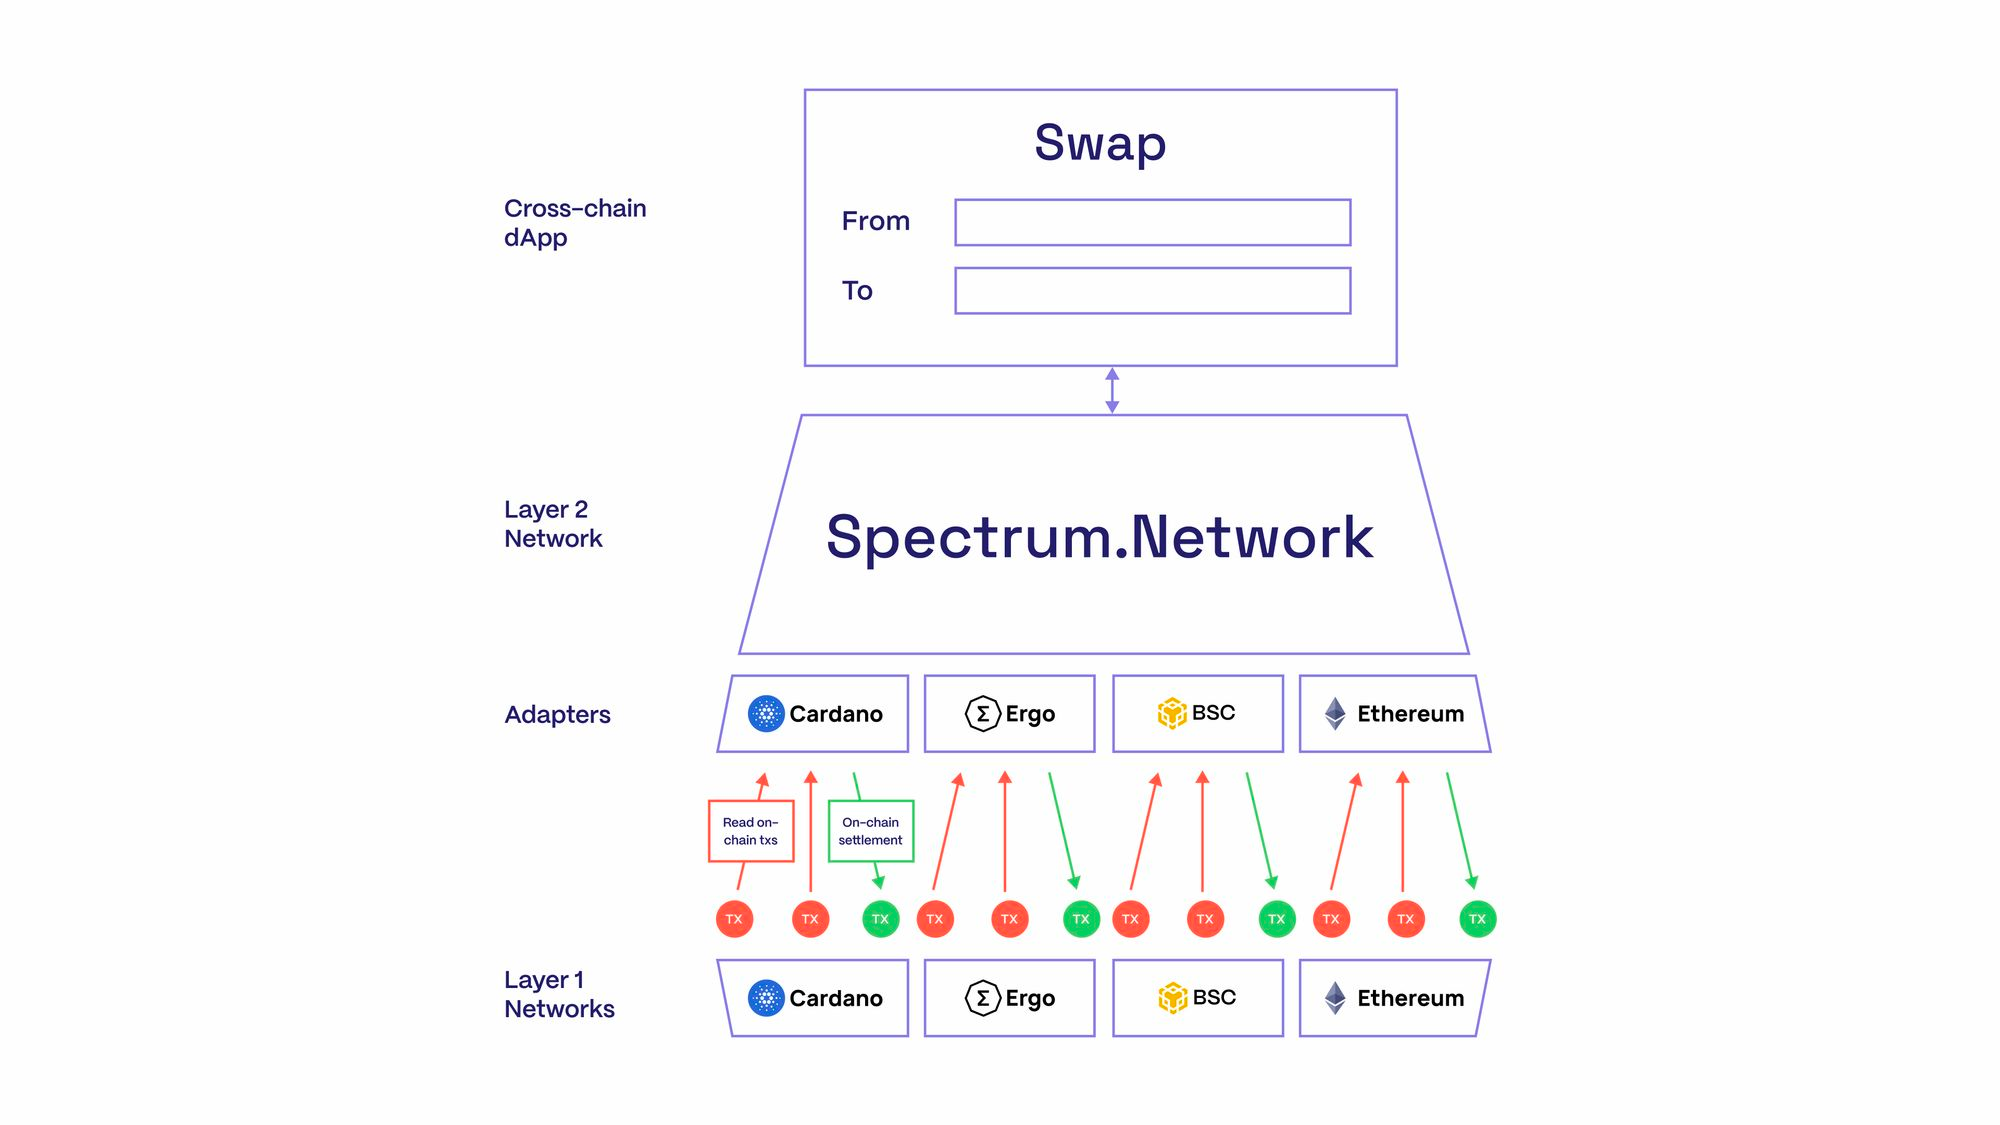 Swap
Cross-chain
dApp
From
To
Layer 2
Network
Spectrum.Network
Adapters
Cardano
Σ Ergo
BSC
Ethereum
Read on-
chain txs
On-chain
settlement
TX TX TX TX TX TX TX TX TX TX TX TX
Layer 1
Networks
Cardano
Σ Ergo
BSC
Ethereum